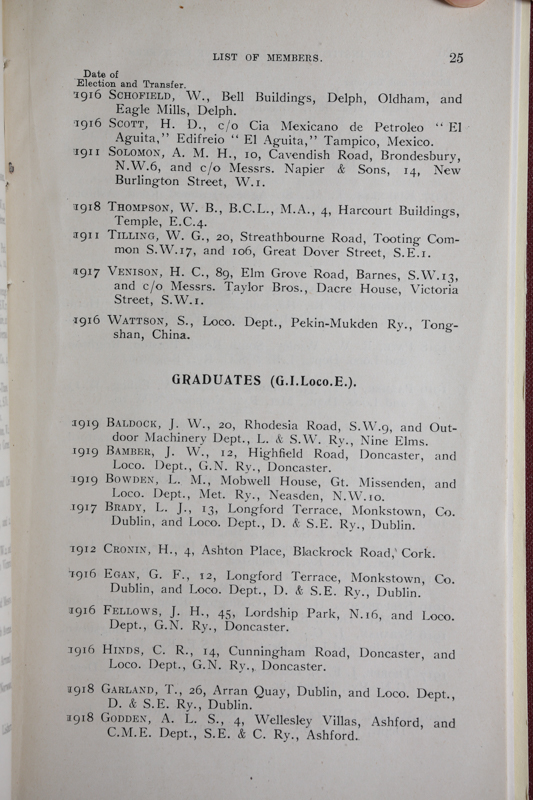 LIST OF MEMBERS. 25
Date of
Election and Transfer.
1916 SCHOFIELD, W., Bell Buildings, Delph, Oldham, and
Eagle Mills, Delph.
1916 SCOTT, H. D., c/o Cia Mexicano de Petroleo "El
Aguita," Edifreio "El Aguita," Tampico, Mexico.
1911 SOLOMON, A. M. H., 10, Cavendish Road, Brondesbury,
N.W.6, and c/o Messrs. Napier & Sons, 14, New
Burlington Street, W.1.
1918 THOMPSON, W. B., B.C.L., M.A., 4, Harcourt Buildings,
Temple, E.C.4.
1911 TILLING, W. G., 20, Streathbourne Road, Tooting Com-
mon S.W.17, and 106, Great Dover Street, S.E.1.
1917 VENISON, H. C., 89, Elm Grove Road, Barnes, S.W.13,
and c/o Messrs. Taylor Bros., Dacre House, Victoria
Street, S.W.1.
1916 WATTSON, S., Loco. Dept., Pekin-Mukden Ry., Tong-
shan, China.
GRADUATES (G.I.Loco.E.).
1919 BALDOCK, J. W., 20, Rhodesia Road, S.W.9, and Out-
door Machinery Dept., L. & S.W. Ry., Nine Elms.
1919 BAMBER, J. W., 12, Highfield Road, Doncaster, and
Loco. Dept., G.N. Ry., Doncaster.
1919 BOWDEN, L. M., Mobwell House, Gt. Missenden, and
Loco. Dept., Met. Ry., Neasden, N.W.10.
1917 BRADY, L. J., 13, Longford Terrace, Monkstown, Co.
Dublin, and Loco. Dept., D. & S.E. Ry., Dublin.
1912 CRONIN, H., 4, Ashton Place, Blackrock Road, Cork.
1916 EGAN, G. F., 12, Longford Terrace, Monkstown, Co.
Dublin, and Loco. Dept., D. & S.E. Ry., Dublin.
1916 FELLOWS, J. H., 45, Lordship Park, N.16, and Loco.
Dept., G.N. Ry., Doncaster.
1916 HINDS, C. R., 14, Cunningham Road, Doncaster, and
Loco. Dept., G.N. Ry., Doncaster.
1918 GARLAND, T., 26, Arran Quay, Dublin, and Loco. Dept.,
D. & S.E. Ry., Dublin.
1918 GODDEN, A. L. S., 4, Wellesley Villas, Ashford, and
C.M.E. Dept., S.E. & C. Ry., Ashford.